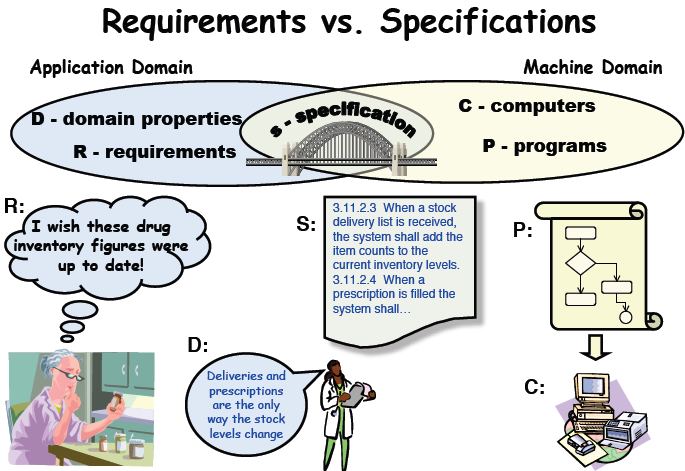 Requirements vs. Specifications
Application Domain
Machine Domain
D - domain properties
R - requirements
s - specification
C - computers
P - programs
R:
I wish these drug
inventory figures were
up to date!
S:
3.11.2.3 When a stock
delivery list is received,
the system shall add the
item counts to the
current inventory levels.
3.11.2.4 When a
prescription is filled the
system shall...
P:
D:
Deliveries and
prescriptions
are the only
way the stock
levels change
C: